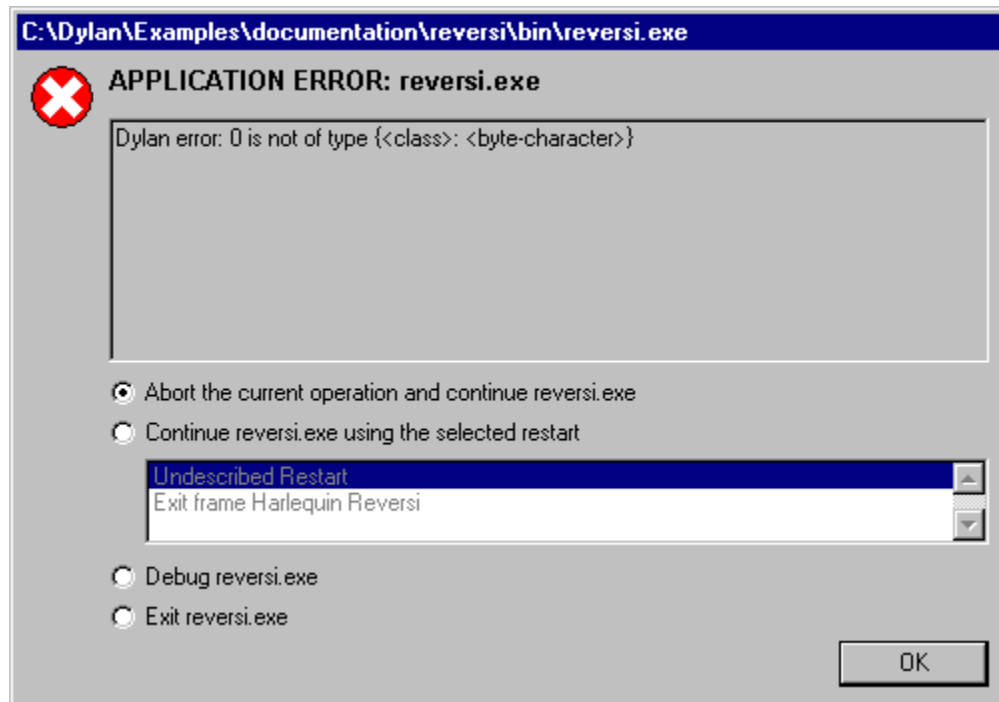 C:\Dylan\Examples\documentation\reversi\bin\reversi.exe
APPLICATION ERROR: reversi.exe
Dylan error: 0 is not of type {<class>: <byte-character>}
Abort the current operation and continue reversi.exe
Continue reversi.exe using the selected restart
Undescribed Restart
Exit frame Harlequin Reversi
Debug reversi.exe
Exit reversi.exe
OK